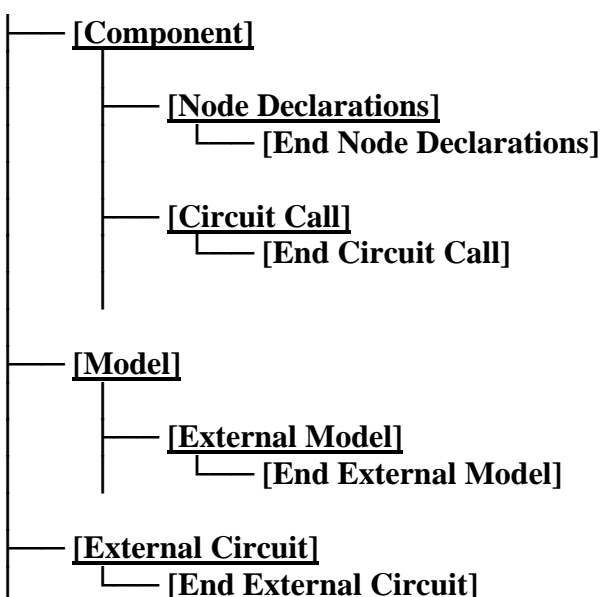 [Component]
[Node Declarations]
[End Node Declarations]
[Circuit Call]
[End Circuit Call]
[Model]
[External Model]
[End External Model]
[External Circuit]
[End External Circuit]